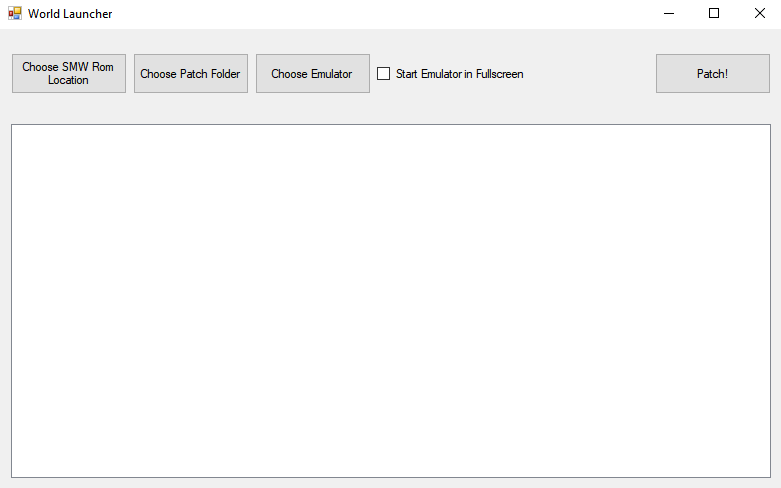 World Launcher
Choose SMW Rom
Location
Choose Patch Folder
Choose Emulator
Start Emulator in Fullscreen
Patch!